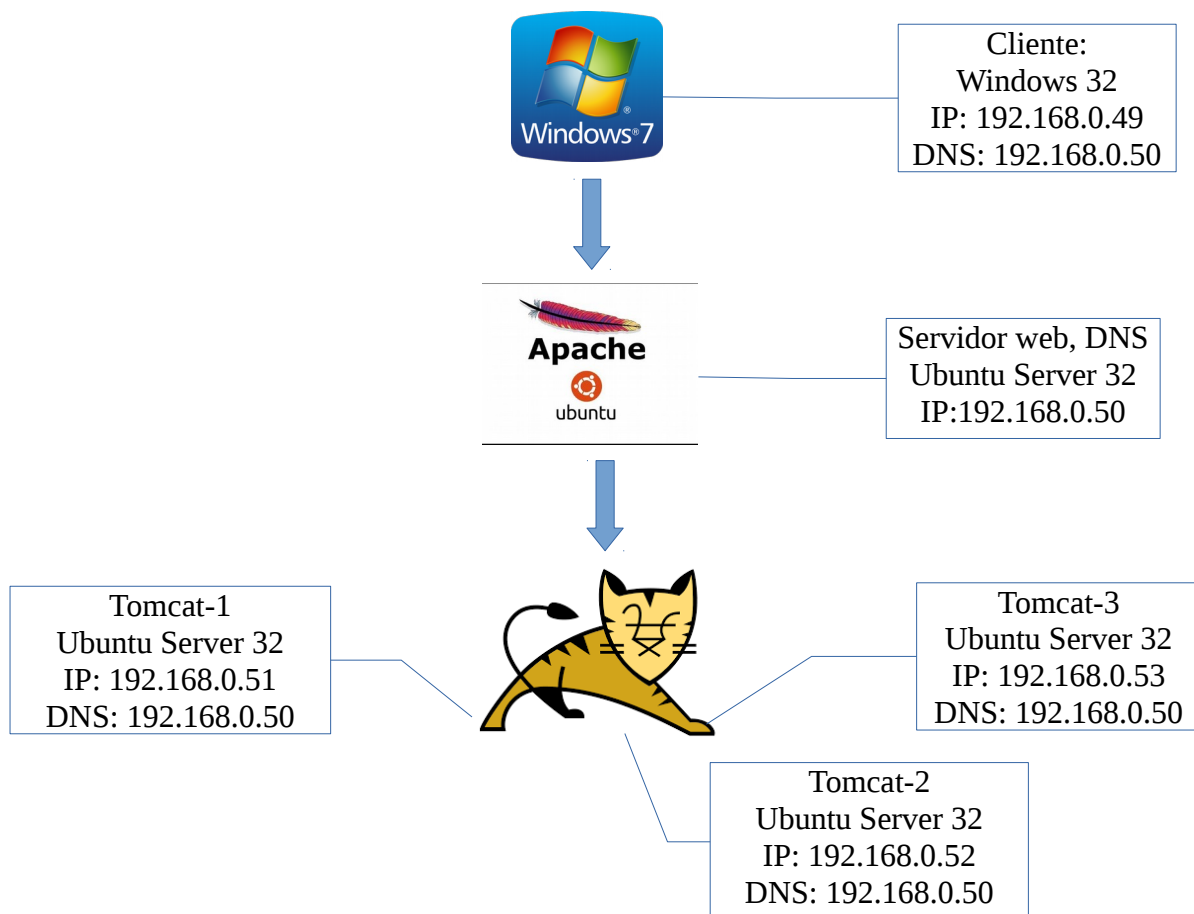 Windows®7
Cliente:
Windows 32
IP: 192.168.0.49
DNS: 192.168.0.50
Apache
ubuntu
Servidor web, DNS
Ubuntu Server 32
IP:192.168.0.50
Tomcat-1
Ubuntu Server 32
IP: 192.168.0.51
DNS: 192.168.0.50
Tomcat-3
Ubuntu Server 32
IP: 192.168.0.53
DNS: 192.168.0.50
Tomcat-2
Ubuntu Server 32
IP: 192.168.0.52
DNS: 192.168.0.50